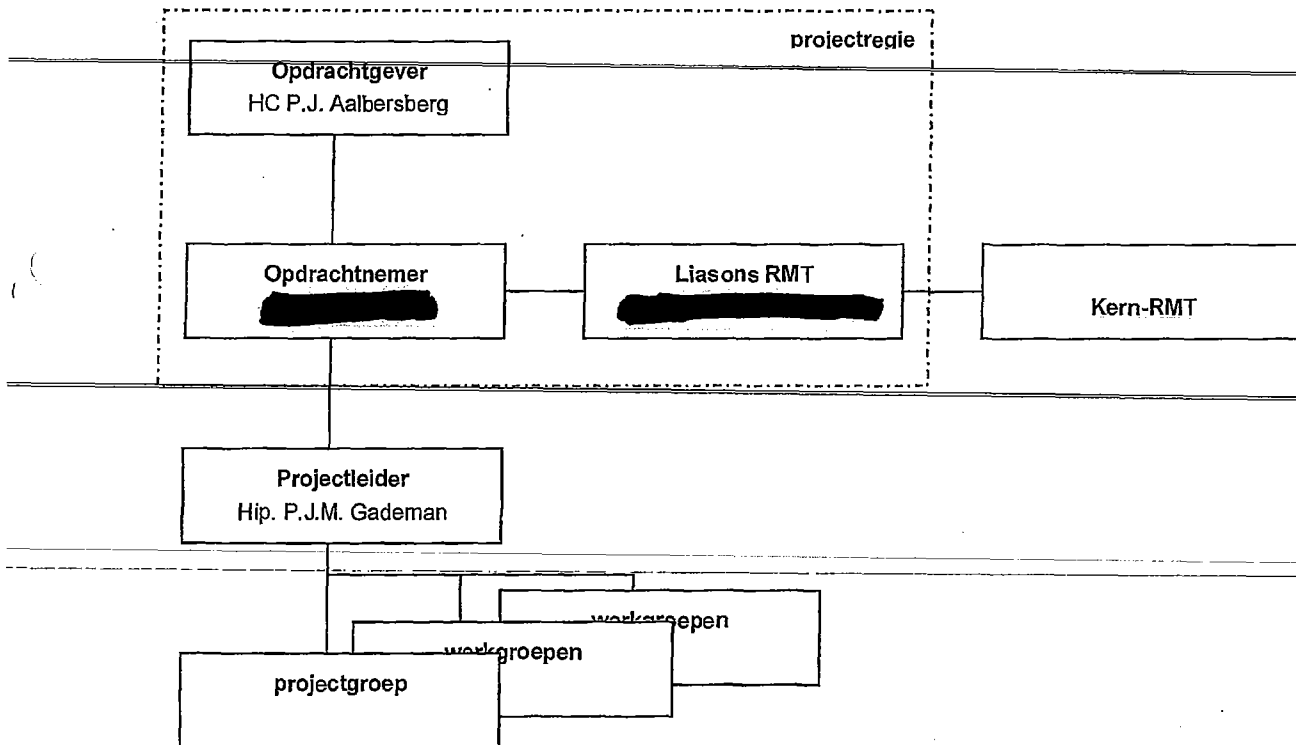 projectregie
Opdrachtgever
HC P.J. Aalbersberg
Opdrachtnemer
Liasons RMT
Kern-RMT
Projectleider
Hip. P.J.M. Gademan
werkgroepen
werkgroepen
projectgroep